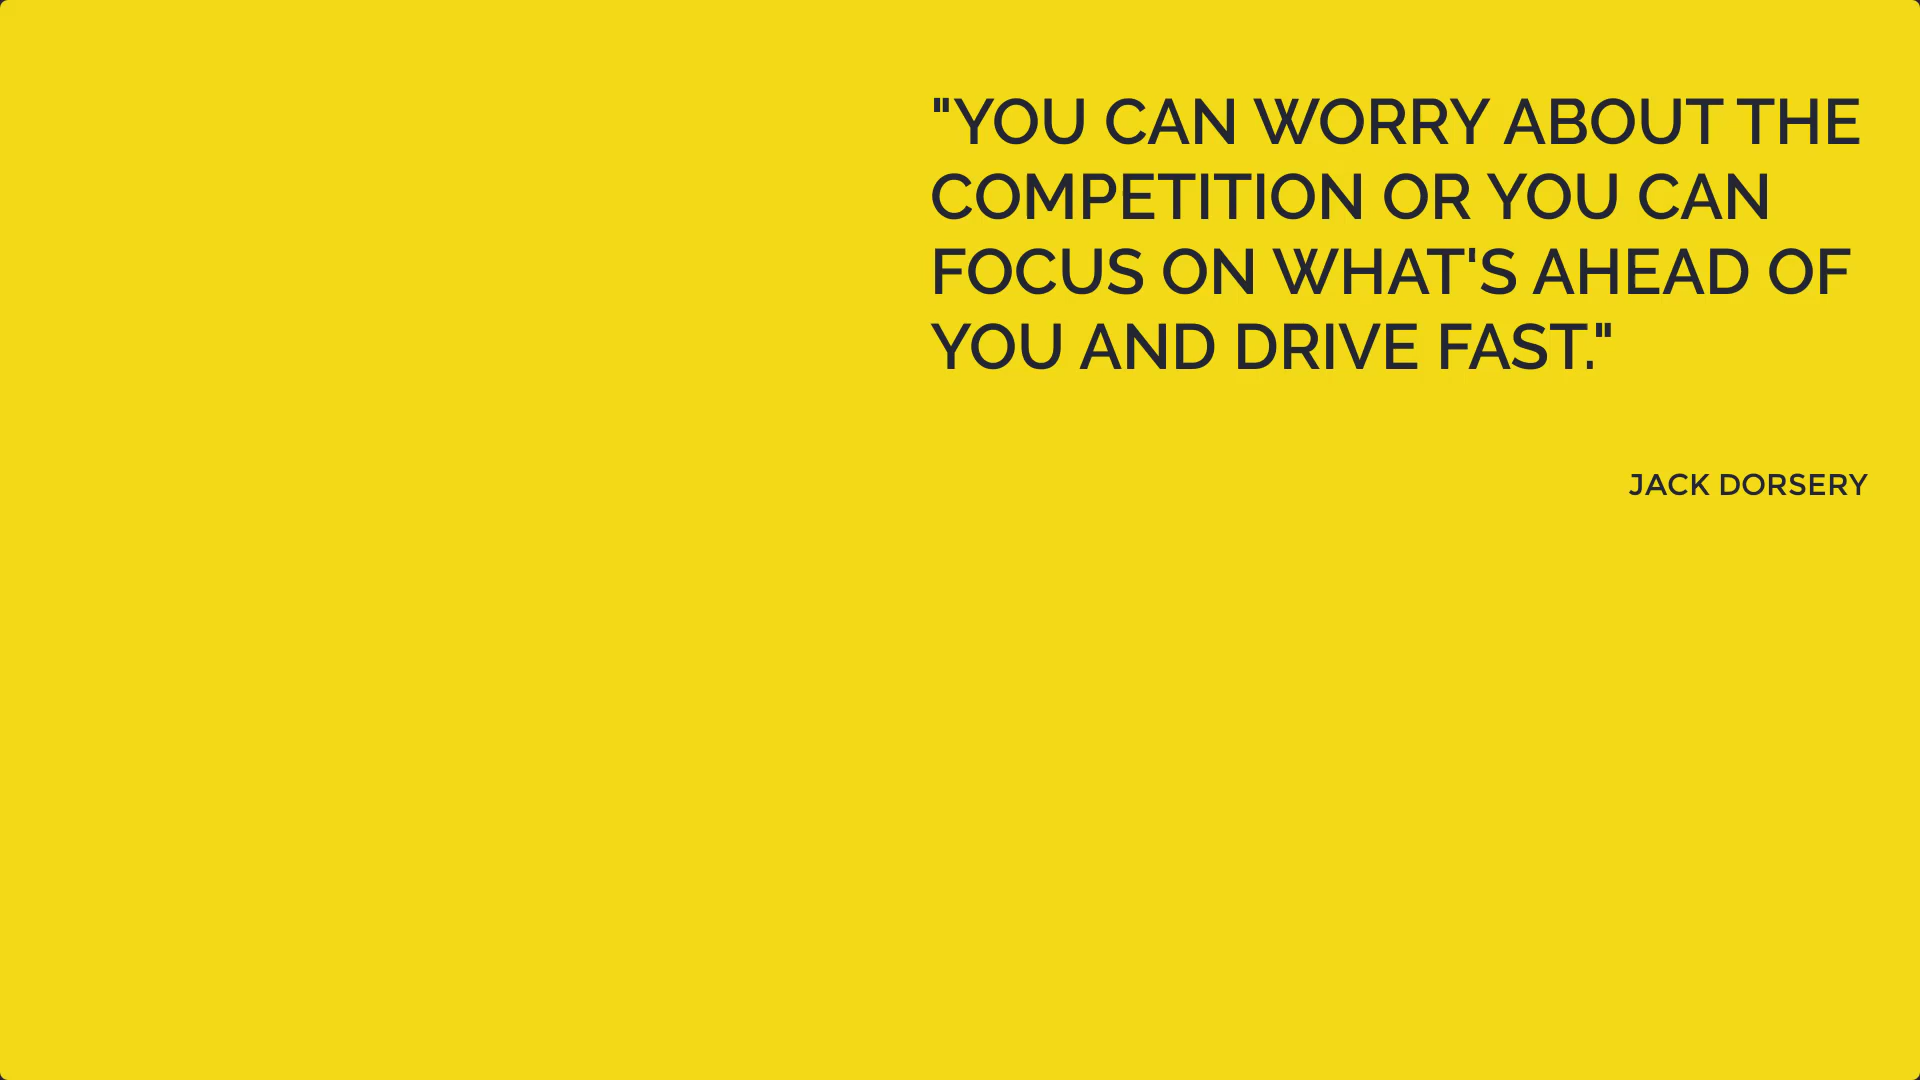 "YOU CAN WORRY ABOUT THE
COMPETITION OR YOU CAN
FOCUS ON WHAT'S AHEAD OF
YOU AND DRIVE FAST."
JACK DORSERY